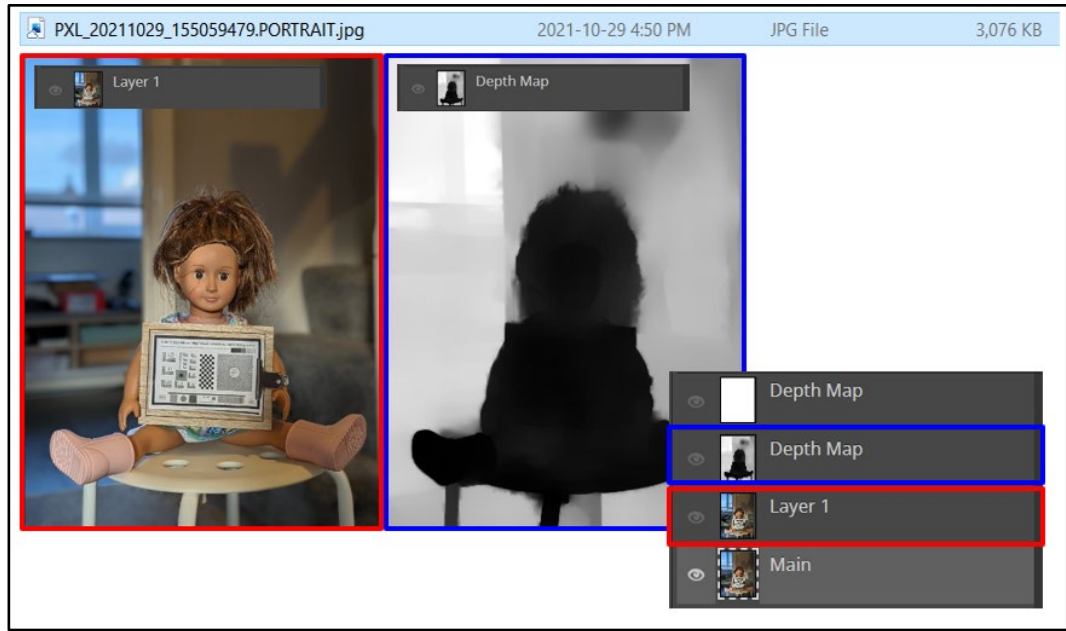 PXL_20211029_155059479.PORTRAIT.jpg 2021-10-29 4:50 PM JPG File 3,076 KB
Layer 1
Depth Map
Depth Map
Depth Map
Layer 1
Main